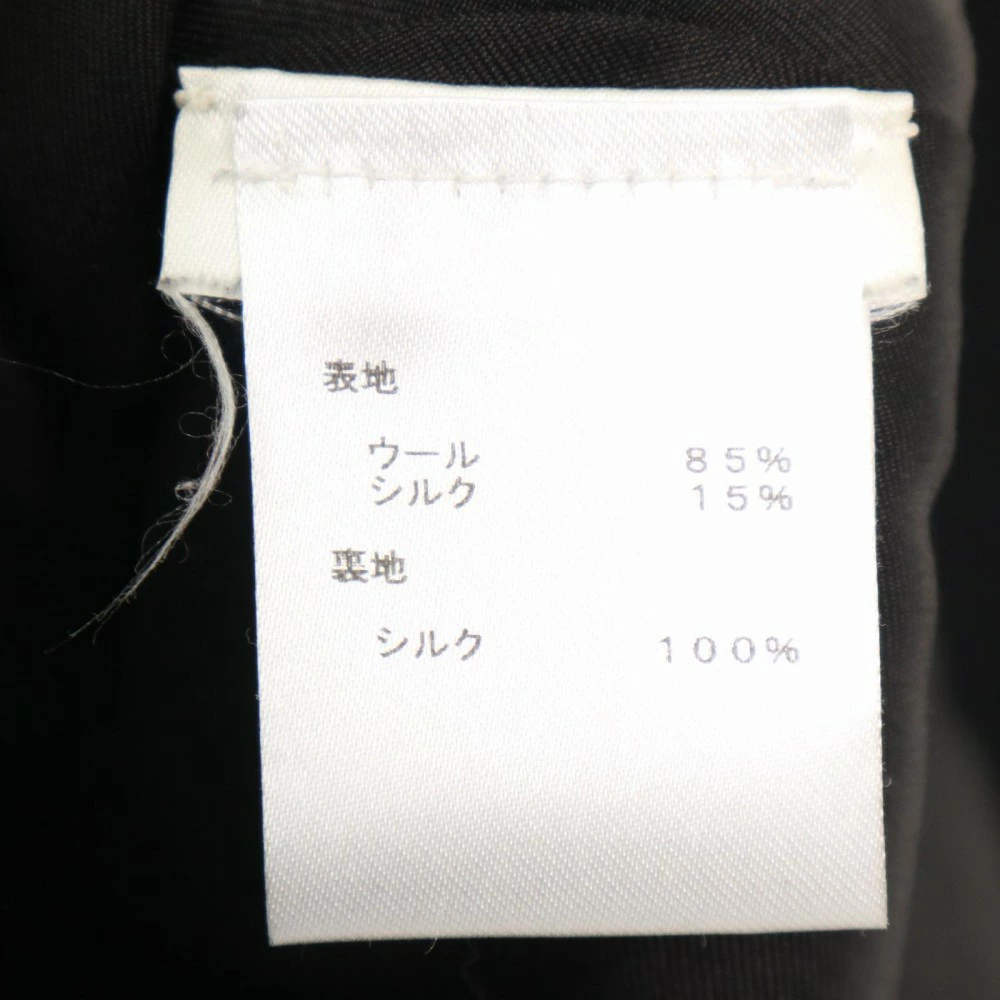 表地
ウール 85%
シルク 15%
裏地
シルク 100%